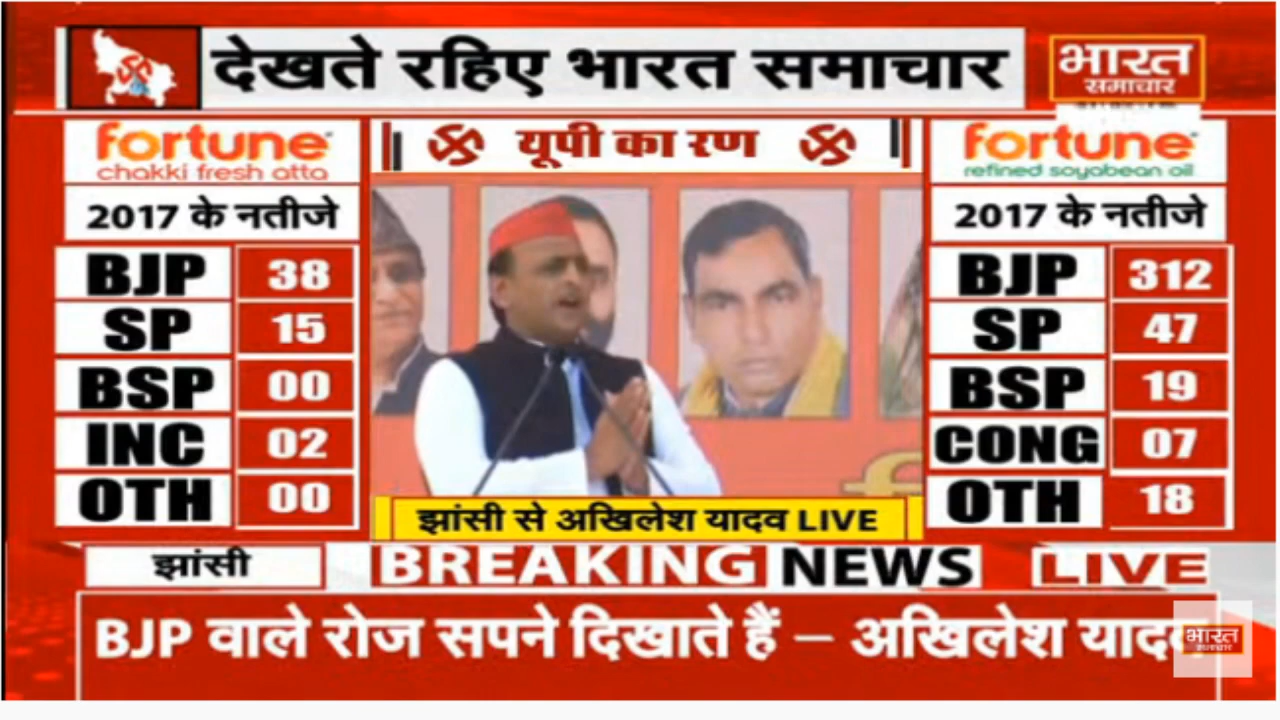 देखते रहिए भारत समाचार
भारत
समाचार
fortune
chakki fresh atta
2017 के नतीजे
BJP 38
SP 15
BSP 00
INC 02
OTH 00
यूपी का रण
झांसी से अखिलेश यादव LIVE
fortune
refined soyabean oil
2017 के नतीजे
BJP 312
SP 47
BSP 19
CONG 07
OTH 18
झांसी
BREAKING NEWS
LIVE
BJP वाले रोज सपने दिखाते हैं – अखिलेश यादव
भारत
समाचार